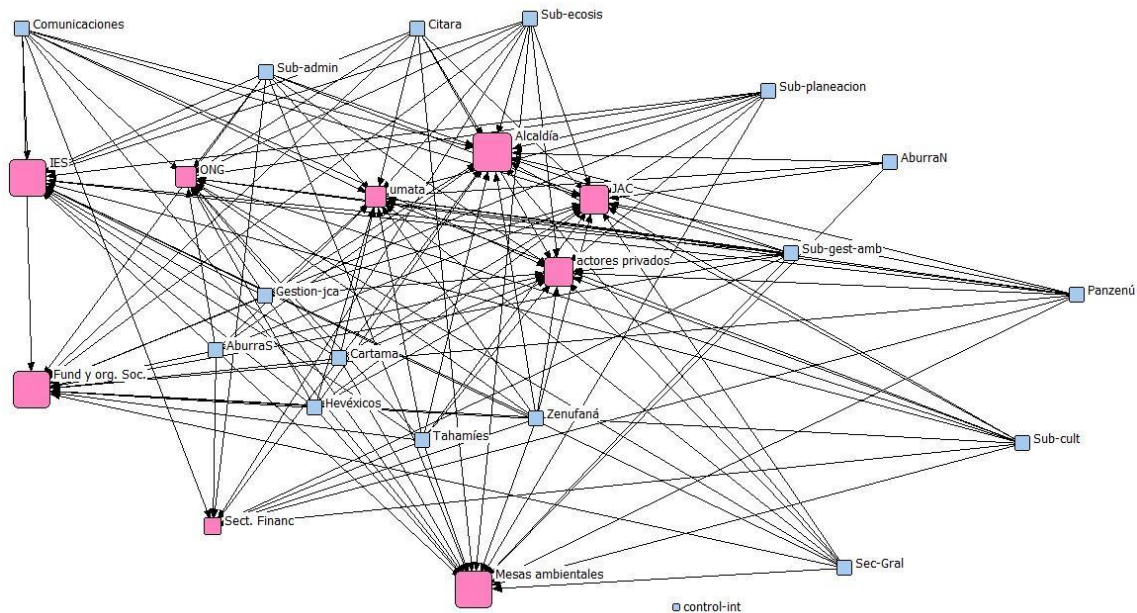 Comunicaciones
Citara
Sub-ecosis
Sub-admin
Sub-planeacion
Alcaldía
AburraN
IES
ONG
umata
JAC
Sub-gest-amb
actores privados
Gestion-jca
Panzenú
AburraS
Cartama
Fund y org. Soc.
Hevéxicos
Zenufaná
Tahamíes
Sub-cult
Sect. Financ
Mesas ambientales
Sec-Gral
control-int